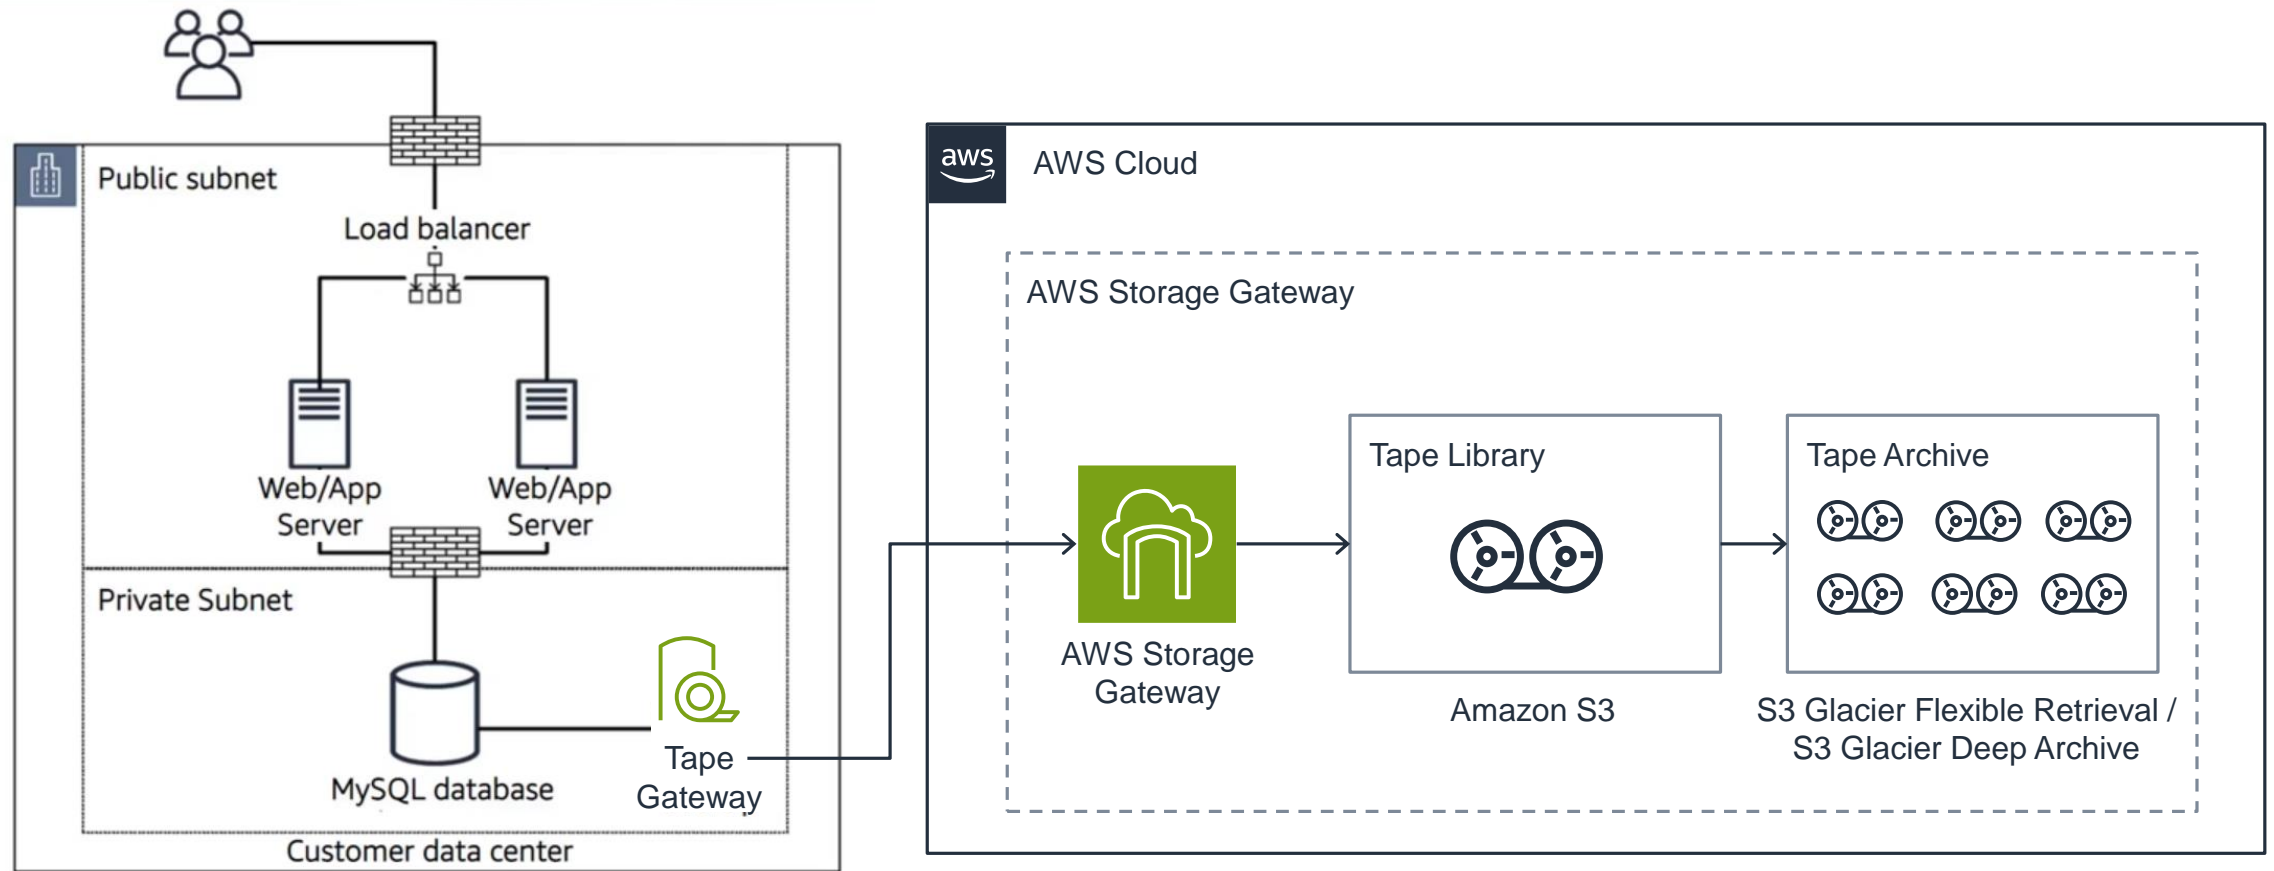 Public subnet
Load balancer
Web/App
Server
Web/App
Server
Private Subnet
MySQL database
Tape
Gateway
Customer data center
aws
AWS Cloud
AWS Storage Gateway
AWS Storage
Gateway
Tape Library
Amazon S3
Tape Archive
S3 Glacier Flexible Retrieval /
S3 Glacier Deep Archive